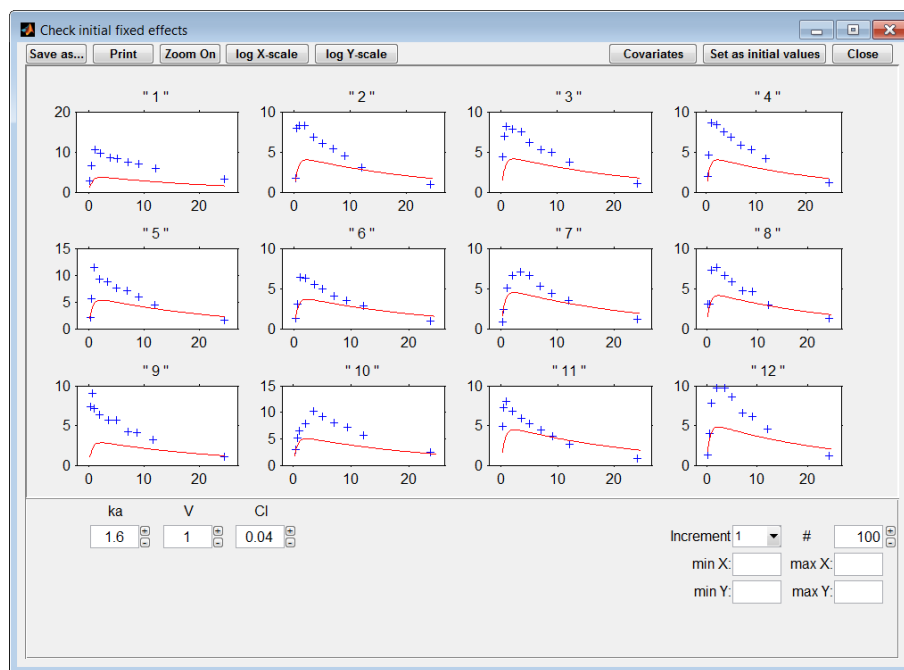 Check initial fixed effects
Save as... Print Zoom On log X-scale log Y-scale Covariates Set as initial values Close
" 1 " " 2 " " 3 " " 4 "
20 10 10 10
10 5 5 5
0 0 0 0
0 10 20 0 10 20 0 10 20 0 10 20
" 5 " " 6 " " 7 " " 8 "
15 10 10 10
10
5 5 5 5
0 0 0 0
0 10 20 0 10 20 0 10 20 0 10 20
" 9 " " 10 " " 11 " " 12 "
10 15 10 10
10
5 5 5 5
0 0 0 0
0 10 20 0 10 20 0 10 20 0 10 20
ka V Cl
1.6 + - 1 + - 0.04 + - Increment 1 # 100 + -
min X: max X:
min Y: max Y: